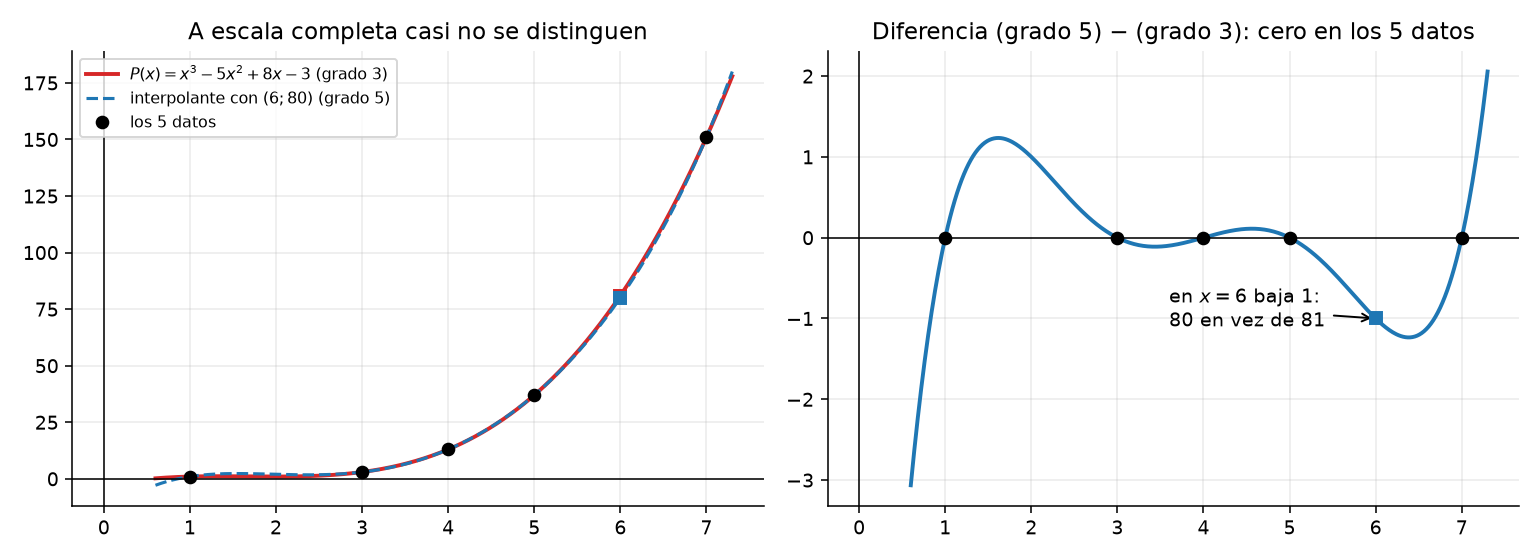 A escala completa casi no se distinguen
P(x) = x³ − 5x² + 8x − 3 (grado 3)
interpolante con (6; 80) (grado 5)
los 5 datos
175
150
125
100
75
50
25
0
0 1 2 3 4 5 6 7
Diferencia (grado 5) − (grado 3): cero en los 5 datos
2
1
0
−1
−2
−3
en x = 6 baja 1:
80 en vez de 81
0 1 2 3 4 5 6 7